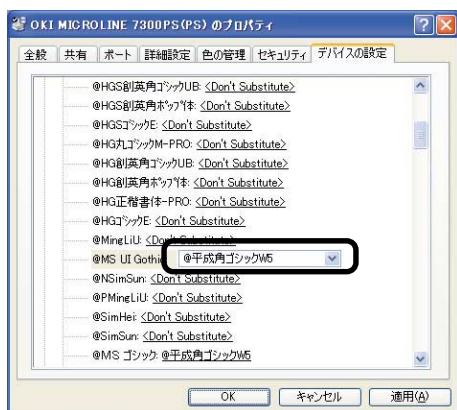 OKI MICROLINE 7300PS(PS) のプロパティ
全般 共有 ポート 詳細設定 色の管理 セキュリティ デバイスの設定
@HGS創英角ゴシックUB: <Don't Substitute>
@HGS創英角ポップ体: <Don't Substitute>
@HGSゴシックE: <Don't Substitute>
@HG丸ゴシックM-PRO: <Don't Substitute>
@HG創英角ゴシックUB: <Don't Substitute>
@HG創英角ポップ体: <Don't Substitute>
@HG正楷書体-PRO: <Don't Substitute>
@HGゴシックE: <Don't Substitute>
@MingLiU: <Don't Substitute>
@MS UI Gothic @平成角ゴシックW5
@NSimSun: <Don't Substitute>
@PMingLiU: <Don't Substitute>
@SimHei: <Don't Substitute>
@SimSun: <Don't Substitute>
@MS ゴシック: @平成角ゴシックW5
OK キャンセル 適用(A)